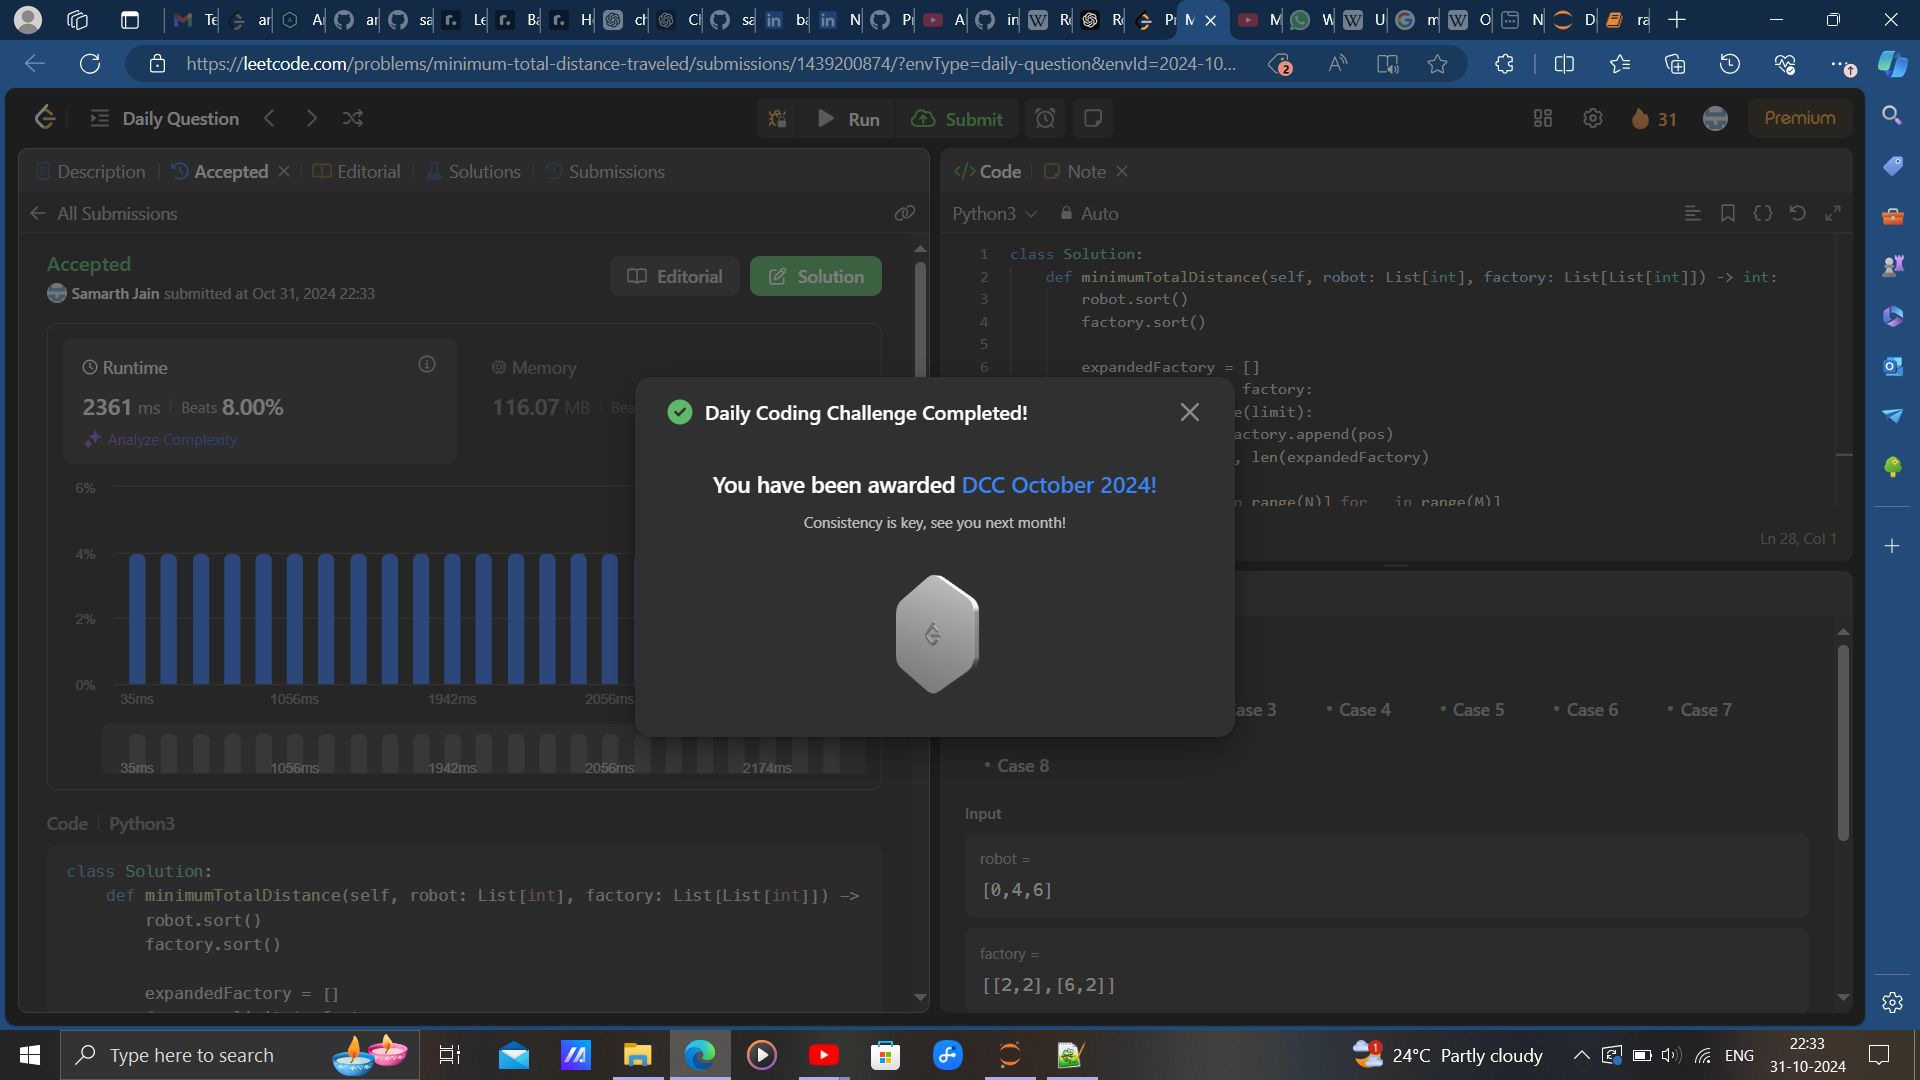 https://leetcode.com/problems/minimum-total-distance-traveled/submissions/1439200874/?envType=daily-question&envId=2024-10...
Daily Question
Run
Submit
31
Premium
Description
Accepted
Editorial
Solutions
Submissions
All Submissions
Accepted
Samarth Jain submitted at Oct 31, 2024 22:33
Editorial
Solution
Runtime
2361 ms
Beats 8.00%
Analyze Complexity
Memory
116.07 MB
6%
4%
2%
0%
35ms
1056ms
1942ms
2056ms
35ms
1056ms
1942ms
2056ms
2174ms
Code
Python3
class Solution:
def minimumTotalDistance(self, robot: List[int], factory: List[List[int]]) ->
robot.sort()
factory.sort()
expandedFactory = []
Daily Coding Challenge Completed!
You have been awarded DCC October 2024!
Consistency is key, see you next month!
</> Code
Note
Python3
Auto
1 class Solution:
2 def minimumTotalDistance(self, robot: List[int], factory: List[List[int]]) -> int:
3 robot.sort()
4 factory.sort()
5
6 expandedFactory = []
factory:
(limit):
actory.append(pos)
, len(expandedFactory)
range(N)] for _ in range(M)]
Ln 28, Col 1
Case 3
Case 4
Case 5
Case 6
Case 7
Case 8
Input
robot =
[0,4,6]
factory =
[[2,2],[6,2]]
Type here to search
24°C Partly cloudy
ENG
22:33
31-10-2024